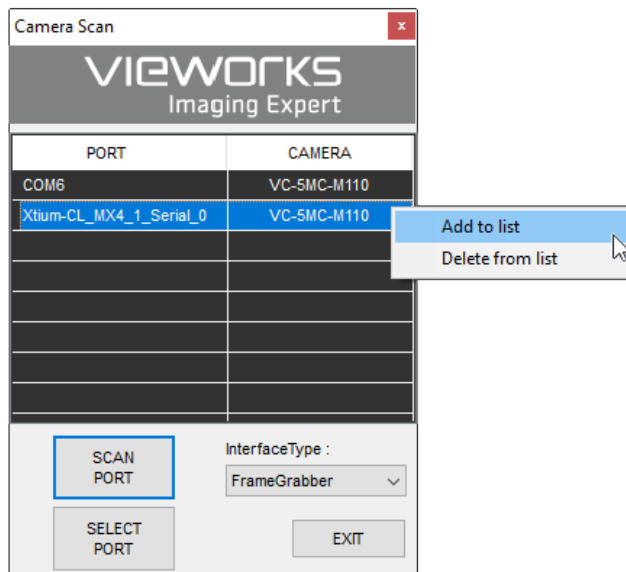 Camera Scan
x
VIEWORKS
Imaging Expert
PORT CAMERA
COM6 VC-5MC-M110
Xtium-CL_MX4_1_Serial_0 VC-5MC-M110
Add to list
Delete from list
SCAN
PORT
InterfaceType :
FrameGrabber
SELECT
PORT
EXIT